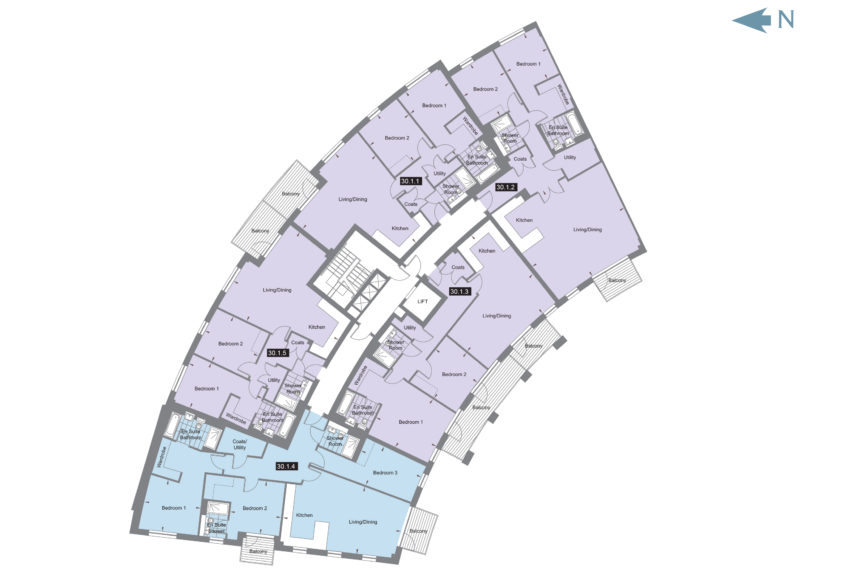 N
Bedroom 1
Bedroom 2
Wardrobe
Shower
Room
En Suite
Bathroom
Coats
Utility
30.1.2
Kitchen
Living/Dining
Balcony
Bedroom 1
Bedroom 2
Wardrobe
En Suite
Bathroom
Utility
30.1.1
Shower
Room
Coats
Living/Dining
Kitchen
Balcony
Balcony
Living/Dining
Kitchen
Bedroom 2
Coats
30.1.5
Utility
Shower
Room
Bedroom 1
Wardrobe
En Suite
Bathroom
LIFT
Kitchen
Coats
30.1.3
Living/Dining
Utility
Shower
Room
Wardrobe
Bedroom 2
En Suite
Bedroom
Bedroom 1
Balcony
Balcony
En Suite
Bathroom
Coats/
Utility
Shower
Room
Wardrobe
30.1.4
Bedroom 3
Bedroom 1
Bedroom 2
En Suite
Shower
Kitchen
Living/Dining
Balcony
Balcony